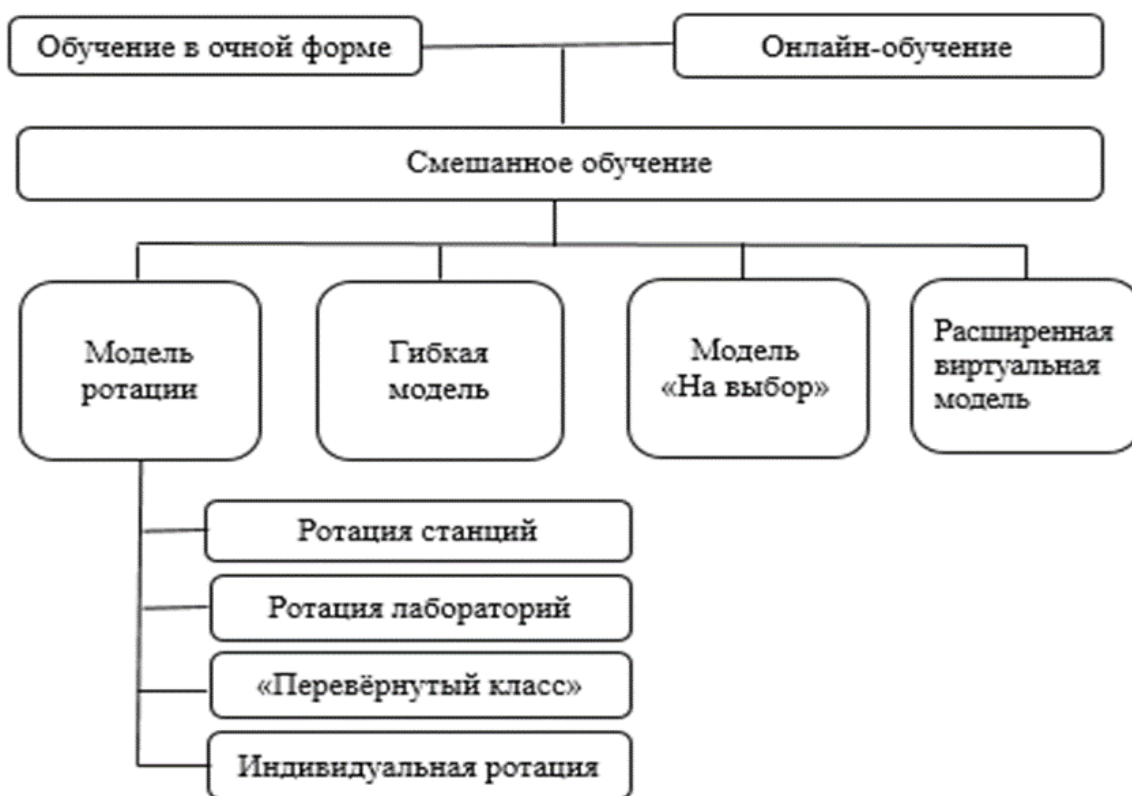 Обучение в очной форме
Онлайн-обучение
Смешанное обучение
Модель
ротации
Гибкая
модель
Модель
«На выбор»
Расширенная
виртуальная
модель
Ротация станций
Ротация лабораторий
«Перевёрнутый класс»
Индивидуальная ротация